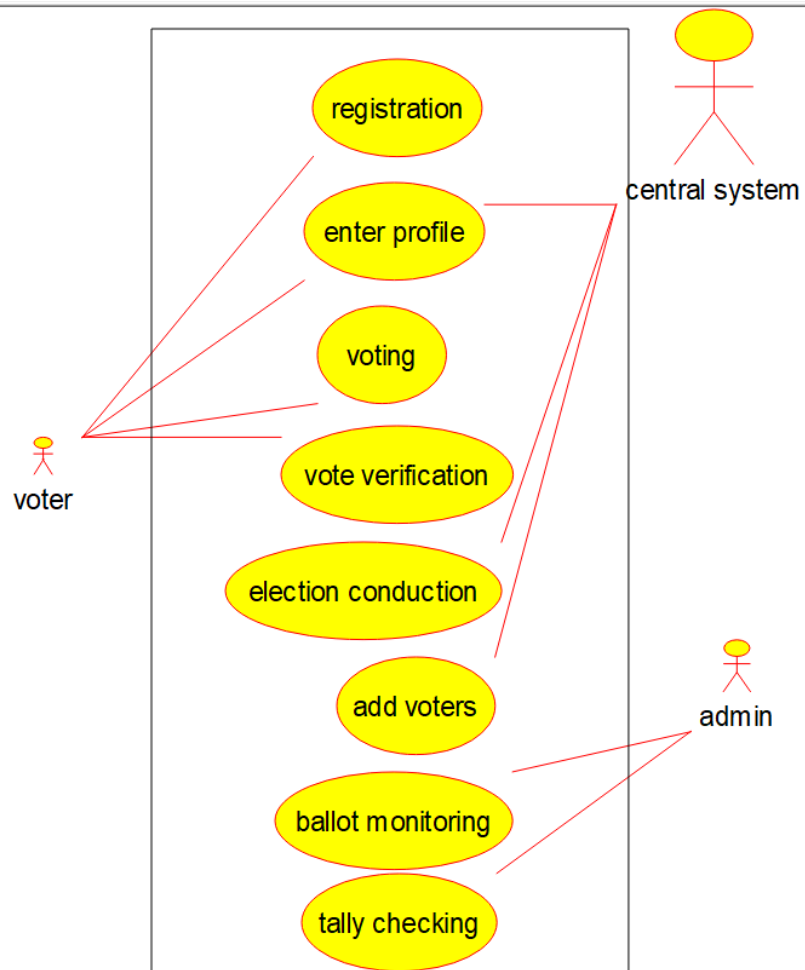 registration
central system
enter profile
voting
vote verification
voter
election conduction
add voters
admin
ballot monitoring
tally checking